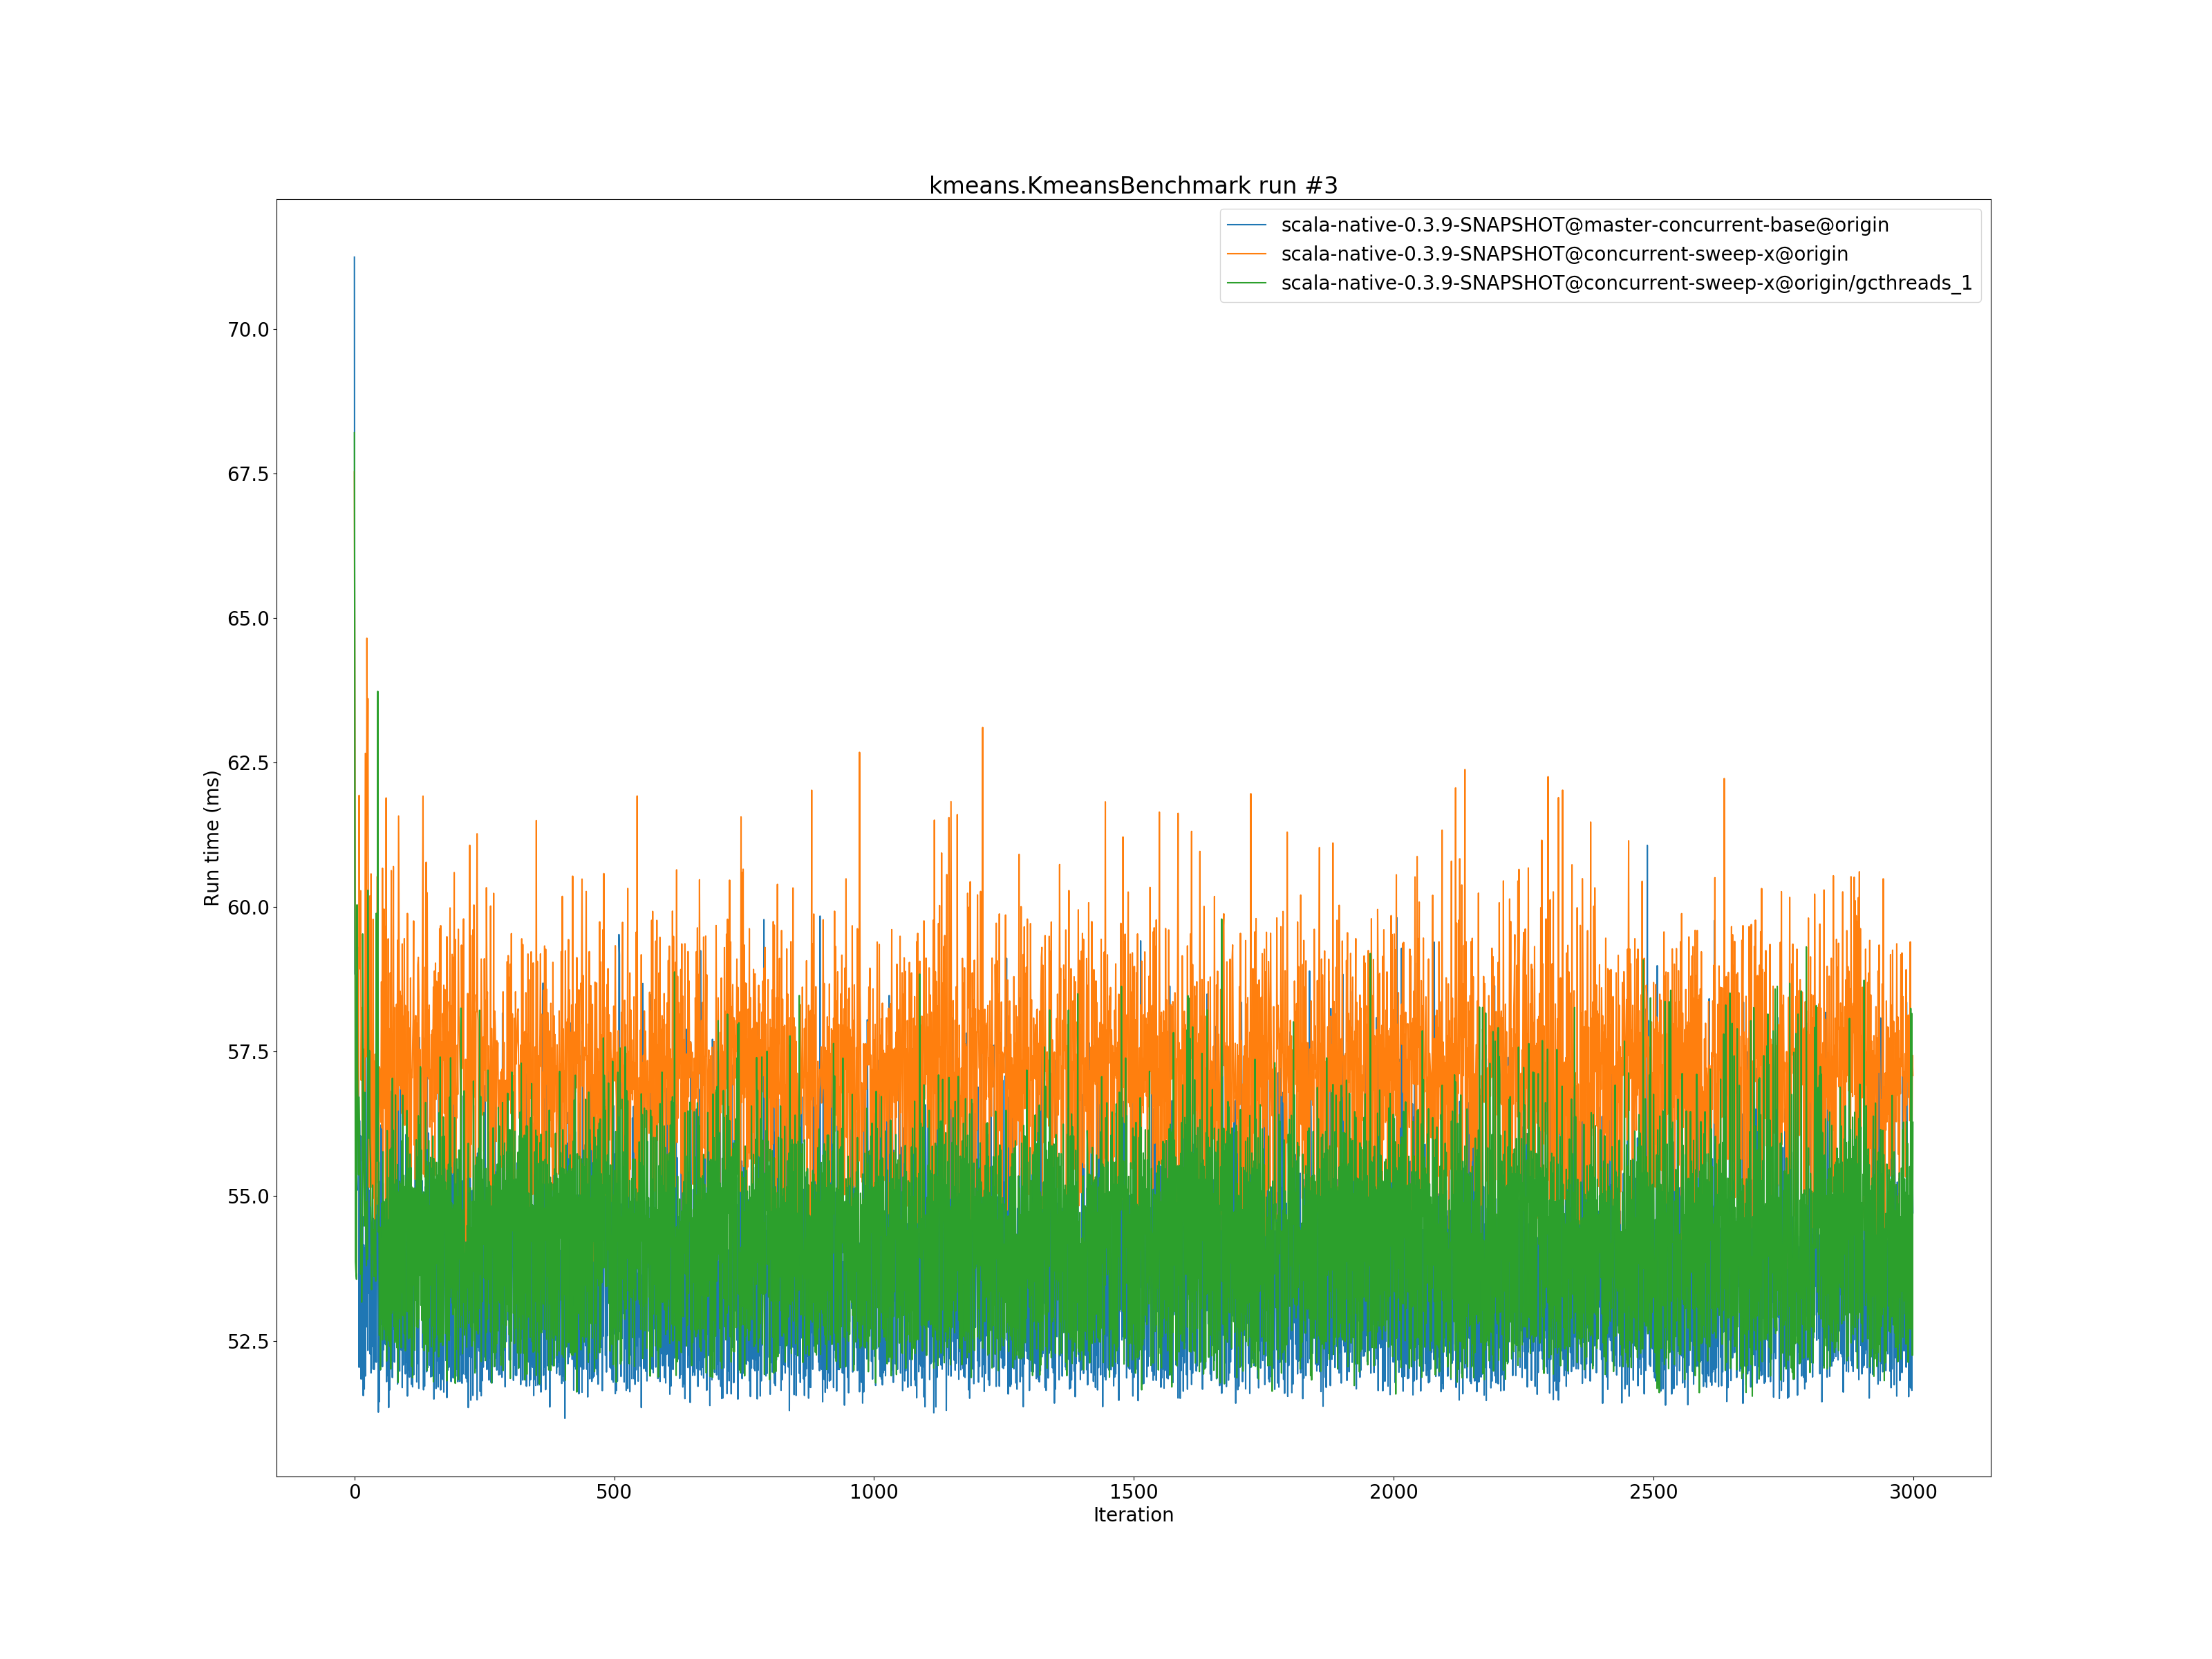 kmeans.KmeansBenchmark run #3
scala-native-0.3.9-SNAPSHOT@master-concurrent-base@origin
scala-native-0.3.9-SNAPSHOT@concurrent-sweep-x@origin
scala-native-0.3.9-SNAPSHOT@concurrent-sweep-x@origin/gcthreads_1
70.0
67.5
65.0
62.5
60.0
57.5
55.0
52.5
Run time (ms)
0 500 1000 1500 2000 2500 3000
Iteration